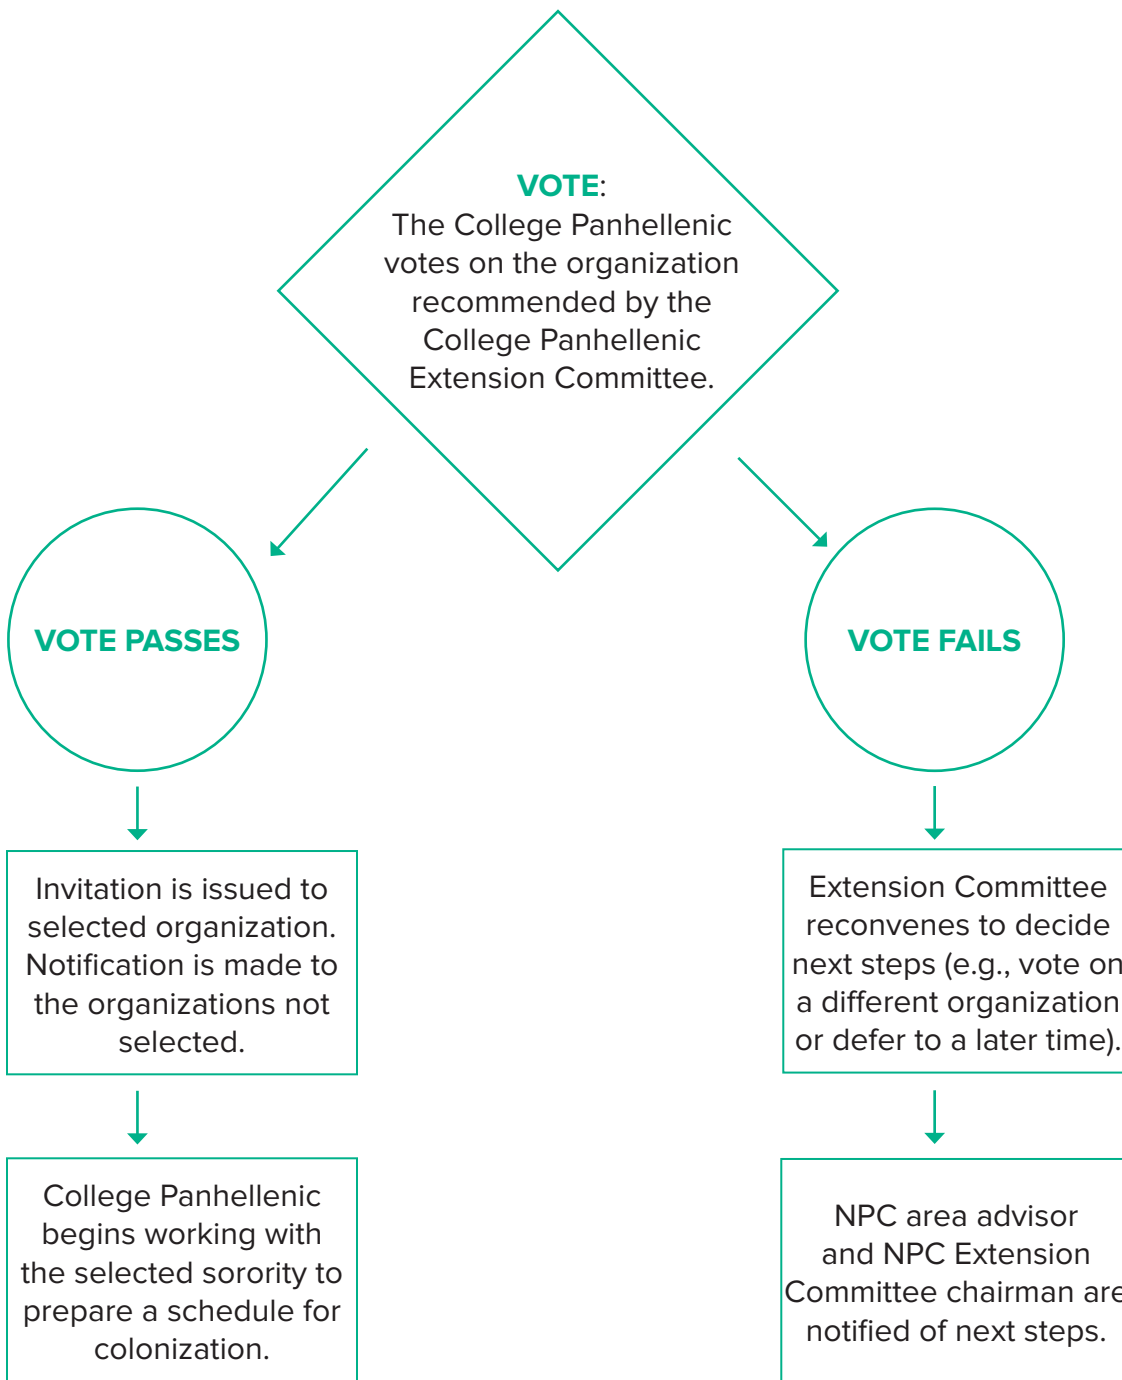 VOTE:
The College Panhellenic
votes on the organization
recommended by the
College Panhellenic
Extension Committee.
VOTE PASSES
VOTE FAILS
Invitation is issued to
selected organization.
Notification is made to
the organizations not
selected.
Extension Committee
reconvenes to decide
next steps (e.g., vote on
a different organization
or defer to a later time).
College Panhellenic
begins working with
the selected sorority to
prepare a schedule for
colonization.
NPC area advisor
and NPC Extension
Committee chairman are
notified of next steps.